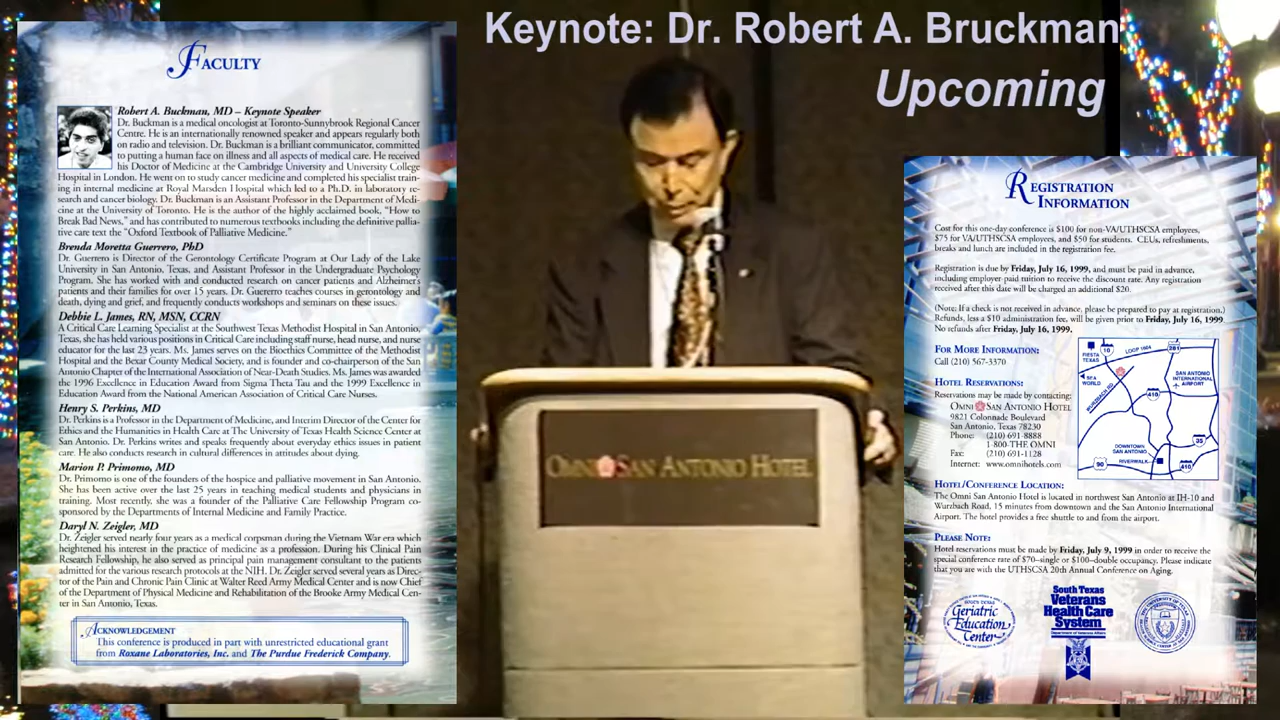 Keynote: Dr. Robert A. Bruckman
Upcoming
FACULTY
Robert A. Buckman, MD – Keynote Speaker
Dr. Buckman is a medical oncologist at Toronto-Sunnybrook Regional Cancer
Centre. He is an internationally renowned speaker and appears regularly both
on radio and television. Dr. Buckman is a brilliant communicator, committed
to putting a human face on illness and all aspects of medical care. He received
his Doctor of Medicine at the Cambridge University and University College
Hospital in London. He went on to study cancer medicine and completed his specialist train-
ing in internal medicine at Royal Marsden Hospital which led to a Ph.D. in laboratory re-
search and cancer biology. Dr. Buckman is an Assistant Professor in the Department of Medi-
cine at the University of Toronto. He is the author of the highly acclaimed book, "How to
Break Bad News," and has contributed to numerous textbooks including the definitive pallia-
tive care text the "Oxford Textbook of Palliative Medicine."
Brenda Moretta Guerrero, PhD
Dr. Guerrero is Director of the Gerontology Certificate Program at Our Lady of the Lake
University in San Antonio, Texas, and Assistant Professor in the Undergraduate Psychology
Program. She has worked with and conducted research on cancer patients and Alzheimer's
patients and their families for over 15 years. Dr. Guerrero teaches courses in gerontology and
death, dying and grief, and frequently conducts workshops and seminars on these issues.
Debbie L. James, RN, MSN, CCRN
A Critical Care Learning Specialist at the Southwest Texas Methodist Hospital in San Antonio,
Texas, she has held various positions in Critical Care including staff nurse, head nurse, and nurse
educator for the last 23 years. Ms. James serves on the Bioethics Committee of the Methodist
Hospital and the Bexar County Medical Society, and is founder and co-chairperson of the San
Antonio Chapter of the International Association of Near-Death Studies. Ms. James was awarded
the 1996 Excellence in Education Award from Sigma Theta Tau and the 1999 Excellence in
Education Award from the National American Association of Critical Care Nurses.
Henry S. Perkins, MD
Dr. Perkins is a Professor in the Department of Medicine, and Interim Director of the Center for
Ethics and the Humanities in Health Care at The University of Texas Health Science Center at
San Antonio. Dr. Perkins writes and speaks frequently about everyday ethics issues in patient
care. He also conducts research in cultural differences in attitudes about dying.
Marion P. Primomo, MD
Dr. Primomo is one of the founders of the hospice and palliative movement in San Antonio.
She has been active over the last 25 years in teaching medical students and physicians in
training. Most recently, she was a founder of the Palliative Care Fellowship Program co-
sponsored by the Departments of Internal Medicine and Family Practice.
Daryl N. Zeigler, MD
Dr. Zeigler served nearly four years as a medical corpsman during the Vietnam War era which
heightened his interest in the practice of medicine as a profession. During his Clinical Pain
Research Fellowship, he also served as principal pain management consultant to the patients
admitted for the various research protocols at the NIH. Dr. Zeigler served several years as Direc-
tor of the Pain and Chronic Pain Clinic at Walter Reed Army Medical Center and is now Chief
of the Department of Physical Medicine and Rehabilitation of the Brooke Army Medical Cen-
ter in San Antonio, Texas.
ACKNOWLEDGEMENT
This conference is produced in part with unrestricted educational grant
from Roxane Laboratories, Inc. and The Purdue Frederick Company.
OMNI SAN ANTONIO HOTEL
REGISTRATION
INFORMATION
Cost for this one-day conference is $100 for non-VA/UTHSCSA employees,
$75 for VA/UTHSCSA employees, and $50 for students. CEUs, refreshments,
breaks and lunch are included in the registration fee.
Registration is due by Friday, July 16, 1999, and must be paid in advance,
including employer-paid tuition to receive the discount rate. Any registration
received after this date will be charged an additional $20.
(Note: If a check is not received in advance, please be prepared to pay at registration.)
Refunds, less a $10 administration fee, will be given prior to Friday, July 16, 1999
No refunds after Friday, July 16, 1999.
FOR MORE INFORMATION:
Call (210) 567-3370
HOTEL RESERVATIONS:
Reservations may be made by contacting:
OMNI SAN ANTONIO HOTEL
9821 Colonnade Boulevard
San Antonio, Texas 78230
Phone: (210) 691-8888
1-800-THE OMNI
Fax: (210) 691-1128
Internet: www.omnihotels.com
FIESTA
TEXAS
10
LOOP 1604
281
SEA
WORLD
WURZBACH RD
SAN ANTONIO
INTERNATIONAL
AIRPORT
410
35
DOWNTOWN
SAN ANTONIO
90
RIVERWALK
410
HOTEL/CONFERENCE LOCATION:
The Omni San Antonio Hotel is located in northwest San Antonio at IH-10 and
Wurzbach Road, 15 minutes from downtown and the San Antonio International
Airport. The hotel provides a free shuttle to and from the airport.
PLEASE NOTE:
Hotel reservations must be made by Friday, July 9, 1999 in order to receive the
special conference rate of $70–single or $100–double occupancy. Please indicate
that you are with the UTHSCSA 20th Annual Conference on Aging.
SOUTH TEXAS
Geriatric
Education
Center
South Texas
Veterans
Health Care
System
Department of Veterans Affairs